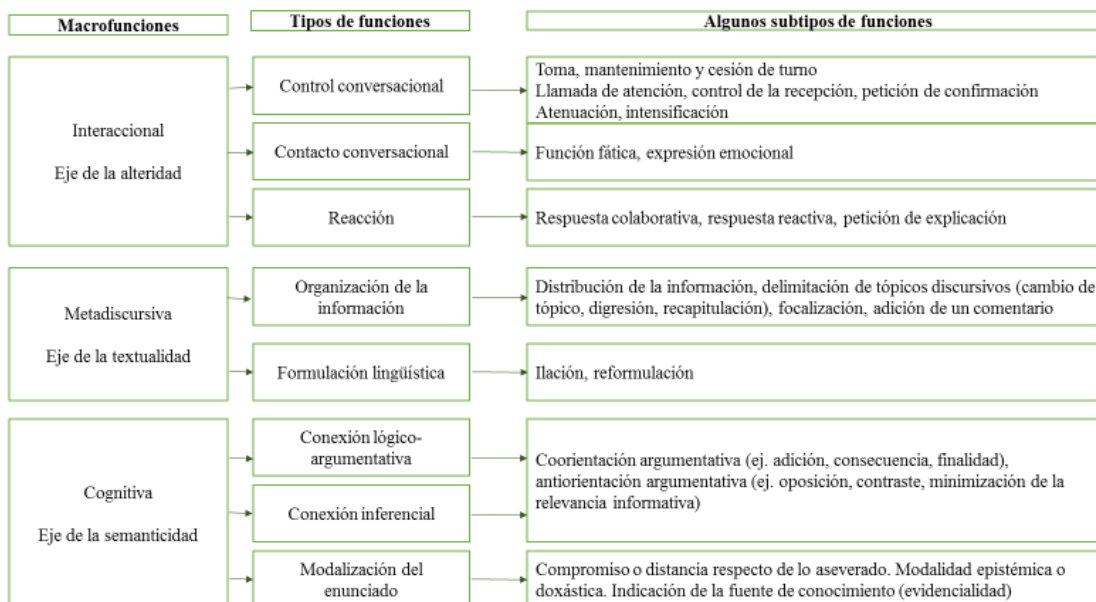 Macrofunciones
Tipos de funciones
Algunos subtipos de funciones
Interaccional
Eje de la alteridad
Control conversacional
Toma, mantenimiento y cesión de turno
Llamada de atención, control de la recepción, petición de confirmación
Atenuación, intensificación
Contacto conversacional
Función fática, expresión emocional
Reacción
Respuesta colaborativa, respuesta reactiva, petición de explicación
Metadiscursiva
Eje de la textualidad
Organización de la
información
Distribución de la información, delimitación de tópicos discursivos (cambio de
tópico, digresión, recapitulación), focalización, adición de un comentario
Formulación lingüística
Ilación, reformulación
Cognitiva
Eje de la semanticidad
Conexión lógico-
argumentativa
Conexión inferencial
Coorientación argumentativa (ej. adición, consecuencia, finalidad),
antiorientación argumentativa (ej. oposición, contraste, minimización de la
relevancia informativa)
Modalización del
enunciado
Compromiso o distancia respecto de lo aseverado. Modalidad epistémica o
doxástica. Indicación de la fuente de conocimiento (evidencialidad)